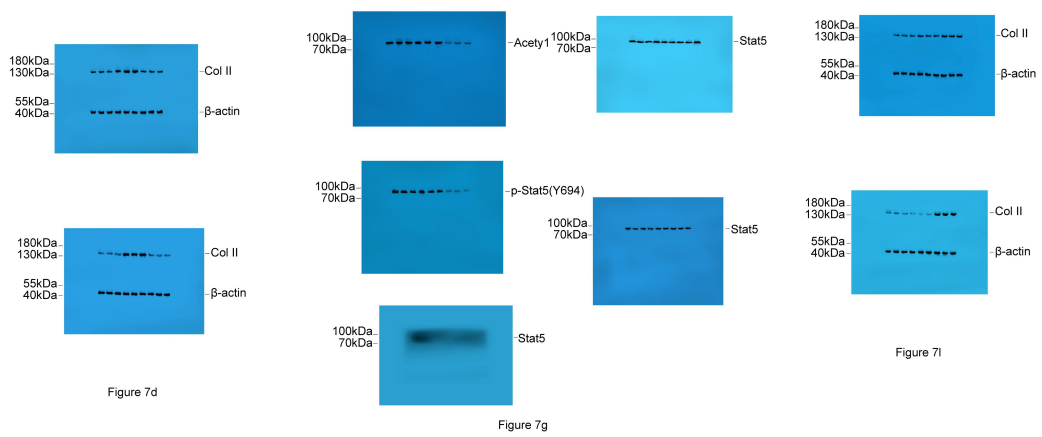 180kDa
130kDa
Col II
55kDa
40kDa
β-actin
180kDa
130kDa
Col II
55kDa
40kDa
β-actin
Figure 7d
100kDa
70kDa
Acety1
100kDa
70kDa
Stat5
100kDa
70kDa
p-Stat5(Y694)
100kDa
70kDa
Stat5
100kDa
70kDa
Stat5
Figure 7g
180kDa
130kDa
Col II
55kDa
40kDa
β-actin
180kDa
130kDa
Col II
55kDa
40kDa
β-actin
Figure 7l